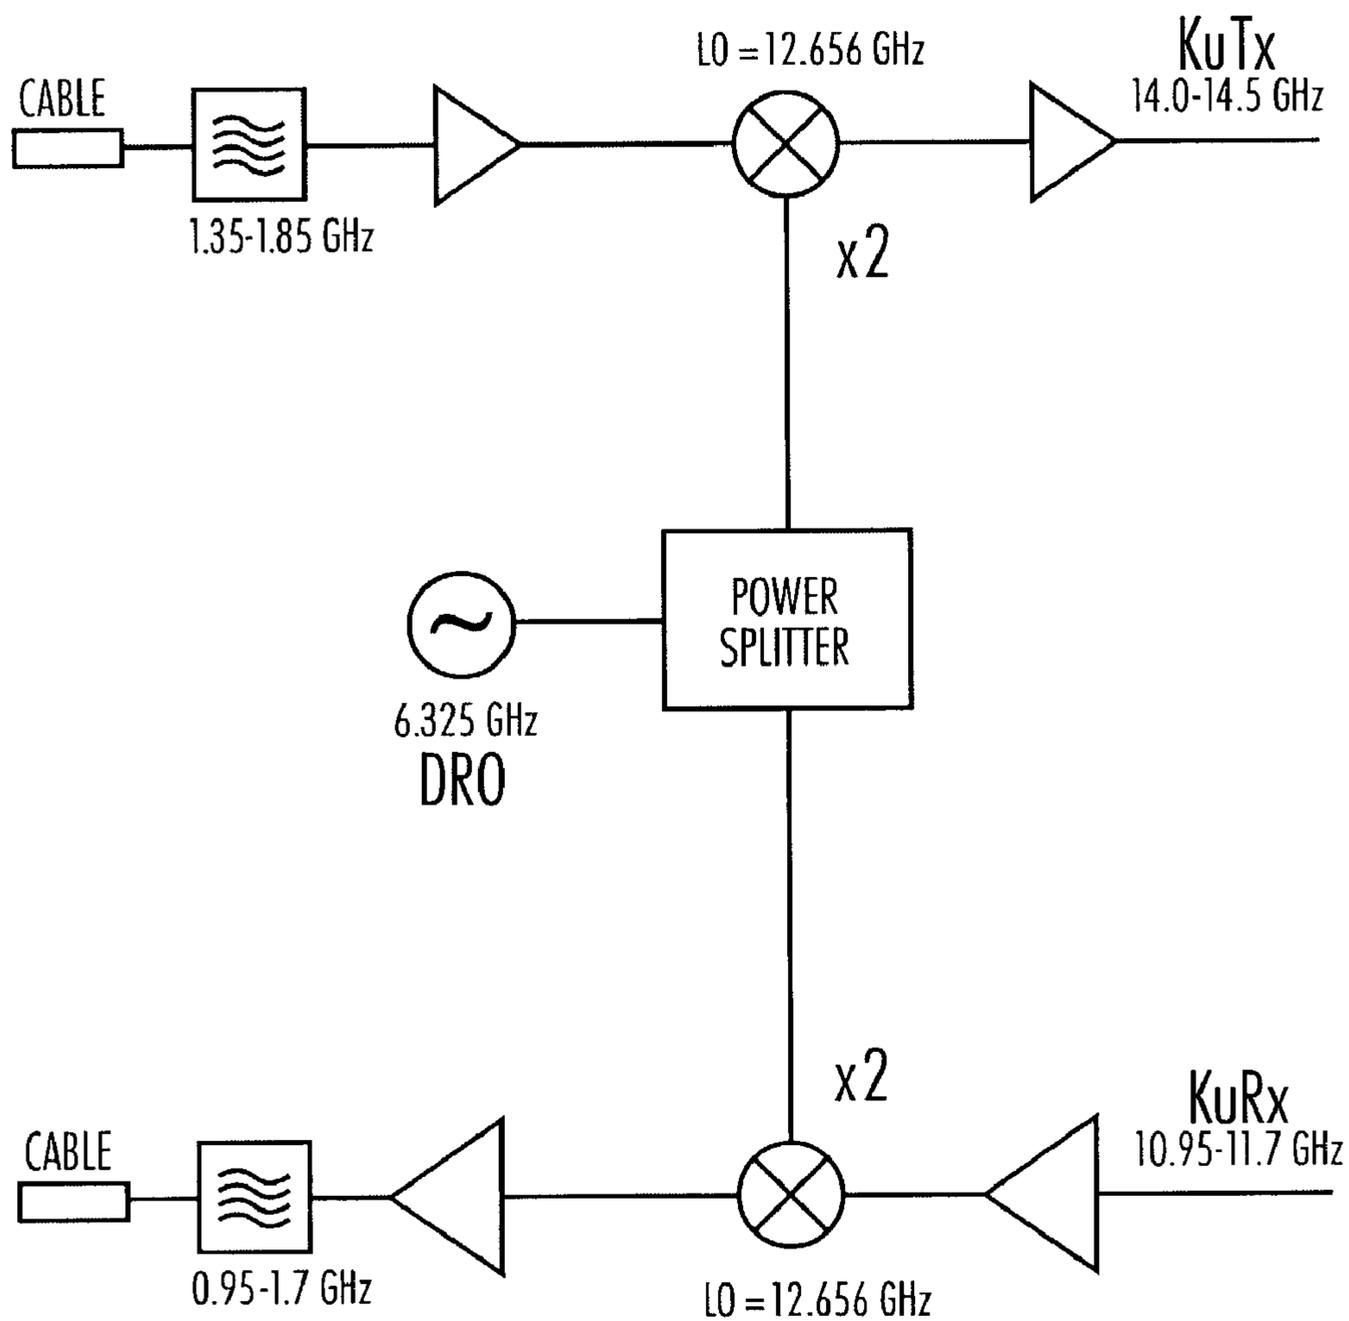 LO =12.656 GHz
KuTx
14.0-14.5 GHz
CABLE
1.35-1.85 GHz
x2
POWER
SPLITTER
6.325 GHz
DRO
x2
KuRx
10.95-11.7 GHz
CABLE
0.95-1.7 GHz
LO =12.656 GHz